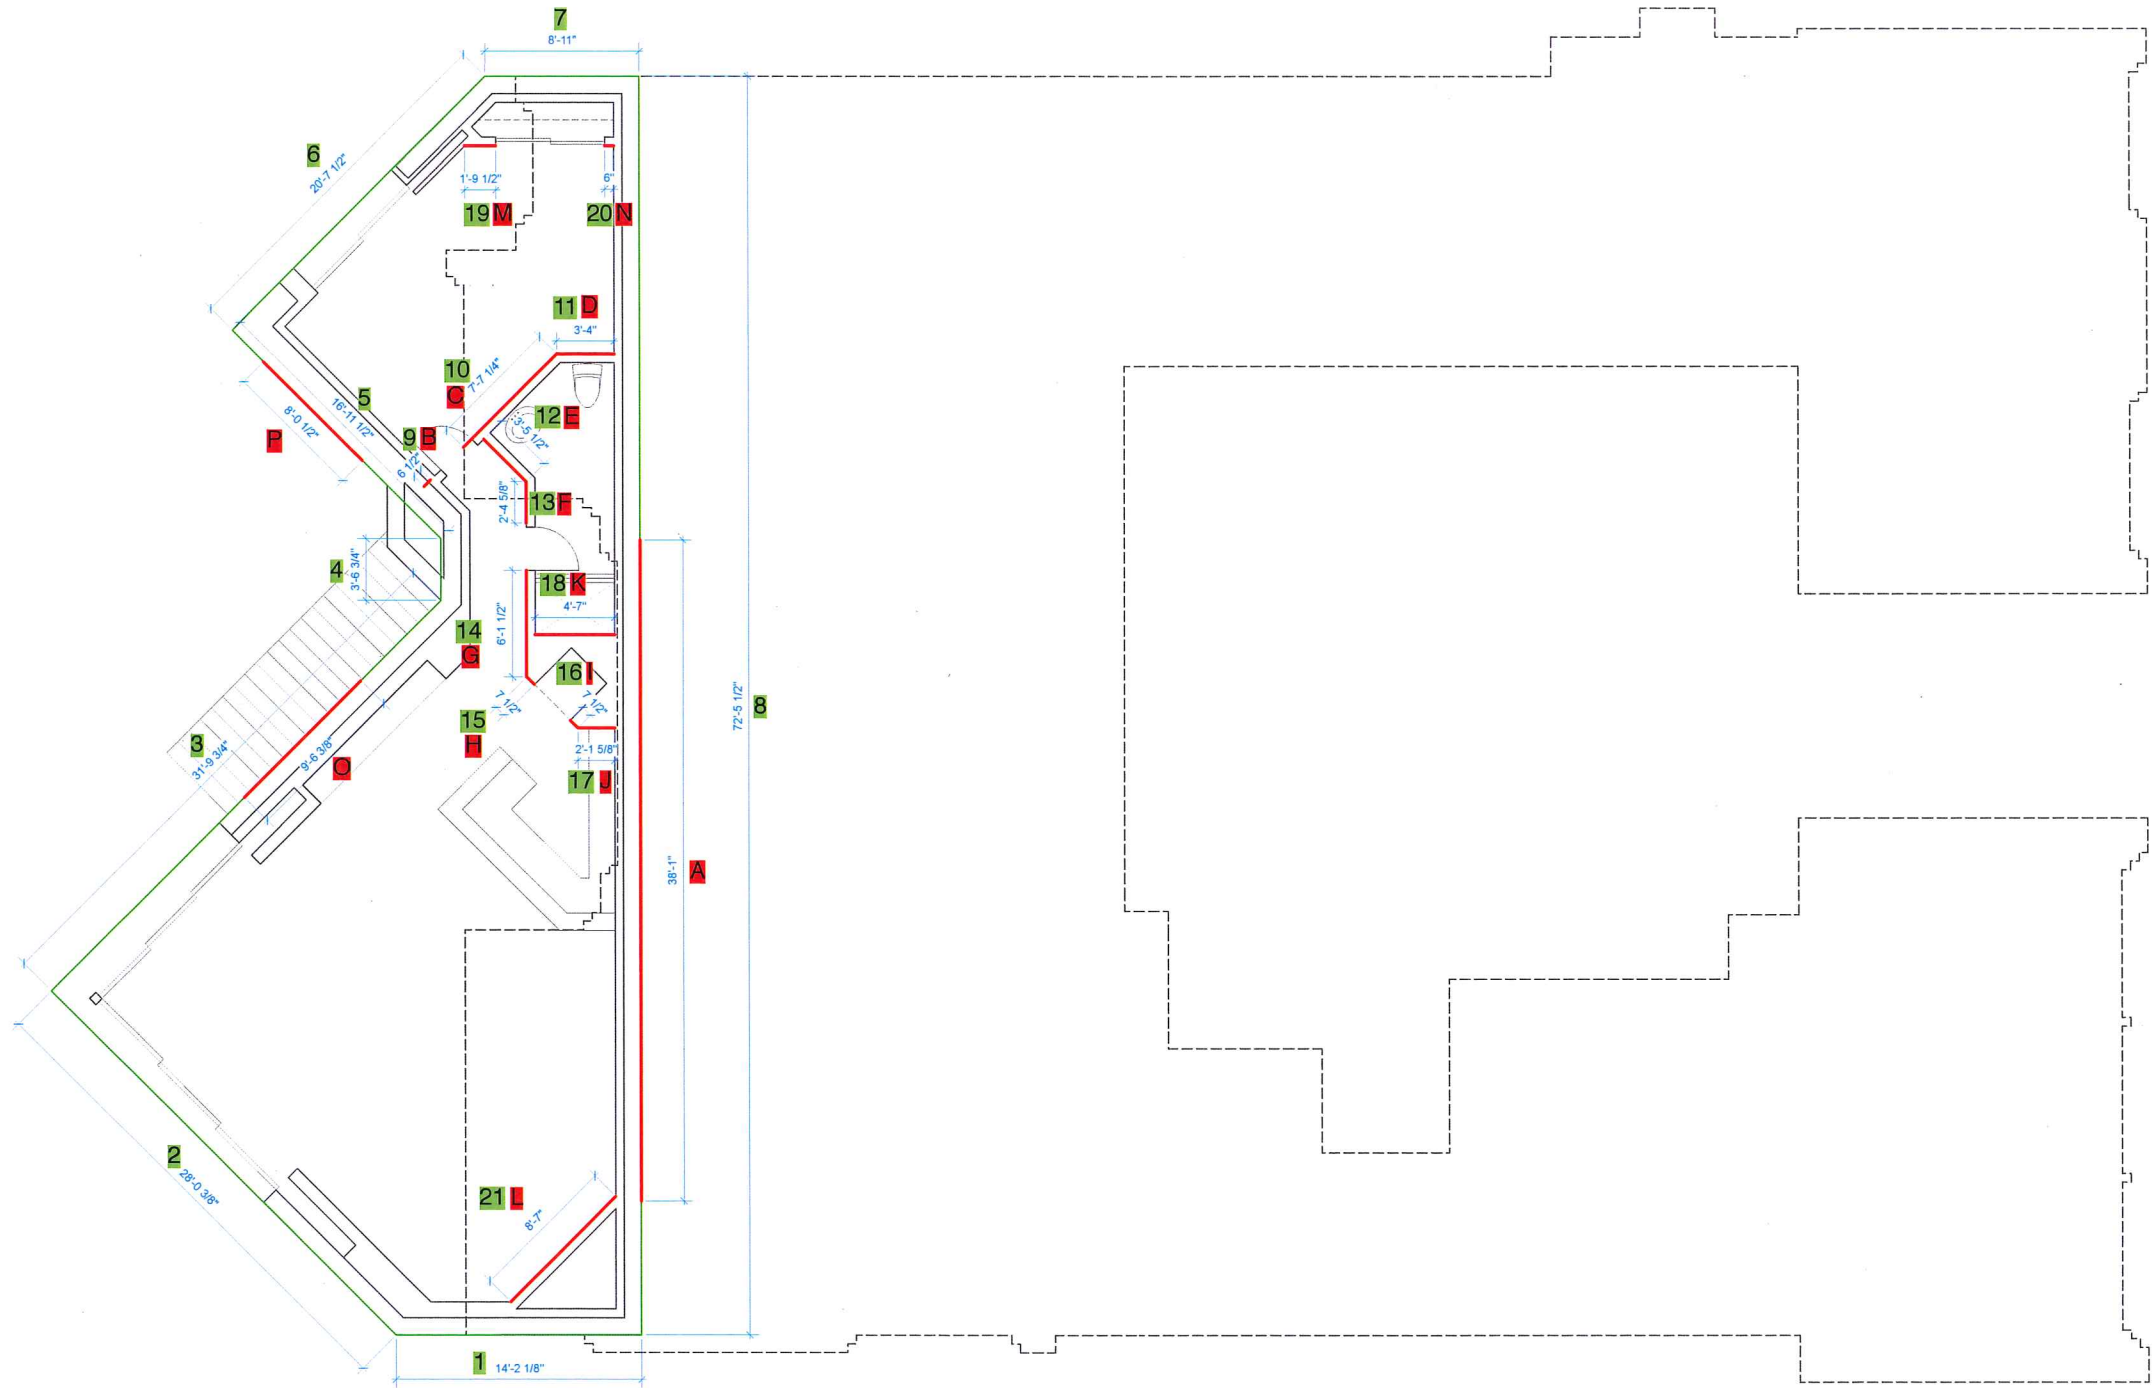 7
8'-11"
6
20'-7 1/2"
1'-9 1/2"
6"
19 M
20 N
11 D
3'-4"
10
C
7'-7 1/4"
5
16'-11 1/2"
8'-0 1/2"
P
12 E
3'-5 1/2"
9 B
6 1/2"
13 F
2'-4 5/8"
4
3'-6 3/4"
18 K
4'-7"
14
G
6'-1 1/2"
16 I
7 1/2"
7 1/2"
15
H
2'-1 5/8"
17 J
3
31'-9 3/4"
9'-6 3/8"
O
72'-5 1/2"
8
38'-1"
A
2
28'-0 3/8"
21 L
8'-7"
1
14'-2 1/8"